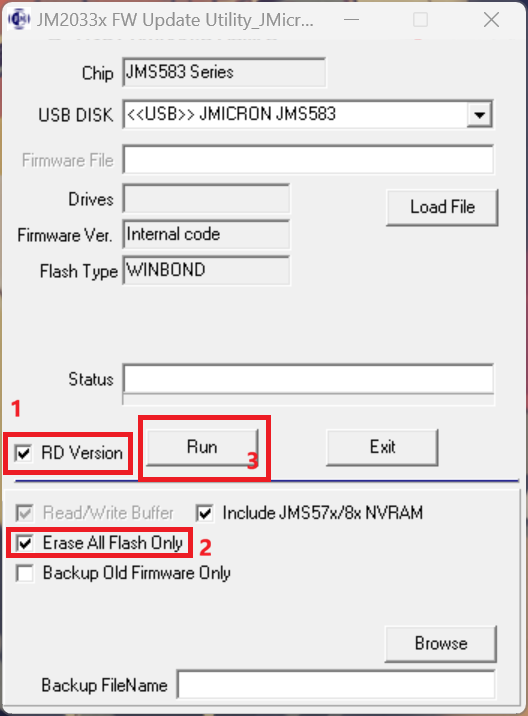 JM2033x FW Update Utility_JMicr...
Chip JMS583 Series
USB DISK <<USB>> JMICRON JMS583
Firmware File
Drives
Load File
Firmware Ver. Internal code
Flash Type WINBOND
Status
1
RD Version Run 3 Exit
Read/Write Buffer Include JMS57x/8x NVRAM
Erase All Flash Only 2
Backup Old Firmware Only
Browse
Backup FileName